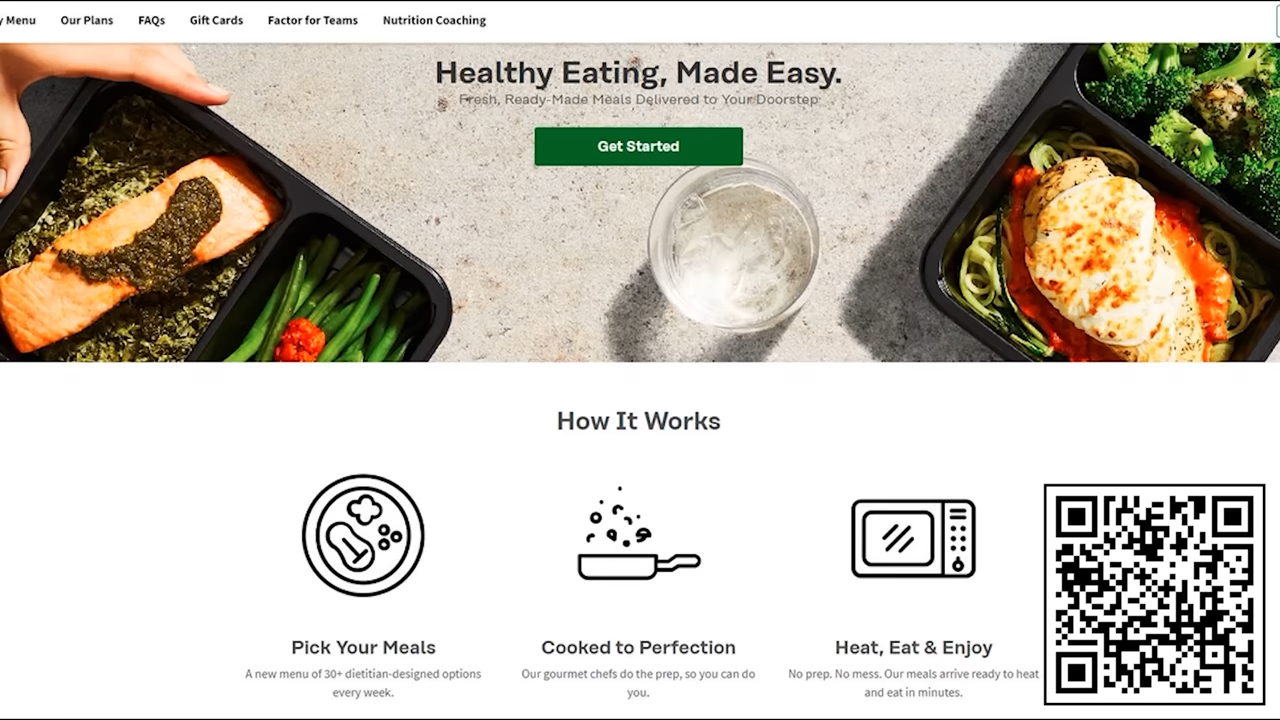 Menu
Our Plans
FAQs
Gift Cards
Factor for Teams
Nutrition Coaching
Healthy Eating, Made Easy.
Fresh, Ready-Made Meals Delivered to Your Doorstep
Get Started
How It Works
Pick Your Meals
A new menu of 30+ dietitian-designed options
every week.
Cooked to Perfection
Our gourmet chefs do the prep, so you can do
you.
Heat, Eat & Enjoy
No prep. No mess. Our meals arrive ready to heat
and eat in minutes.